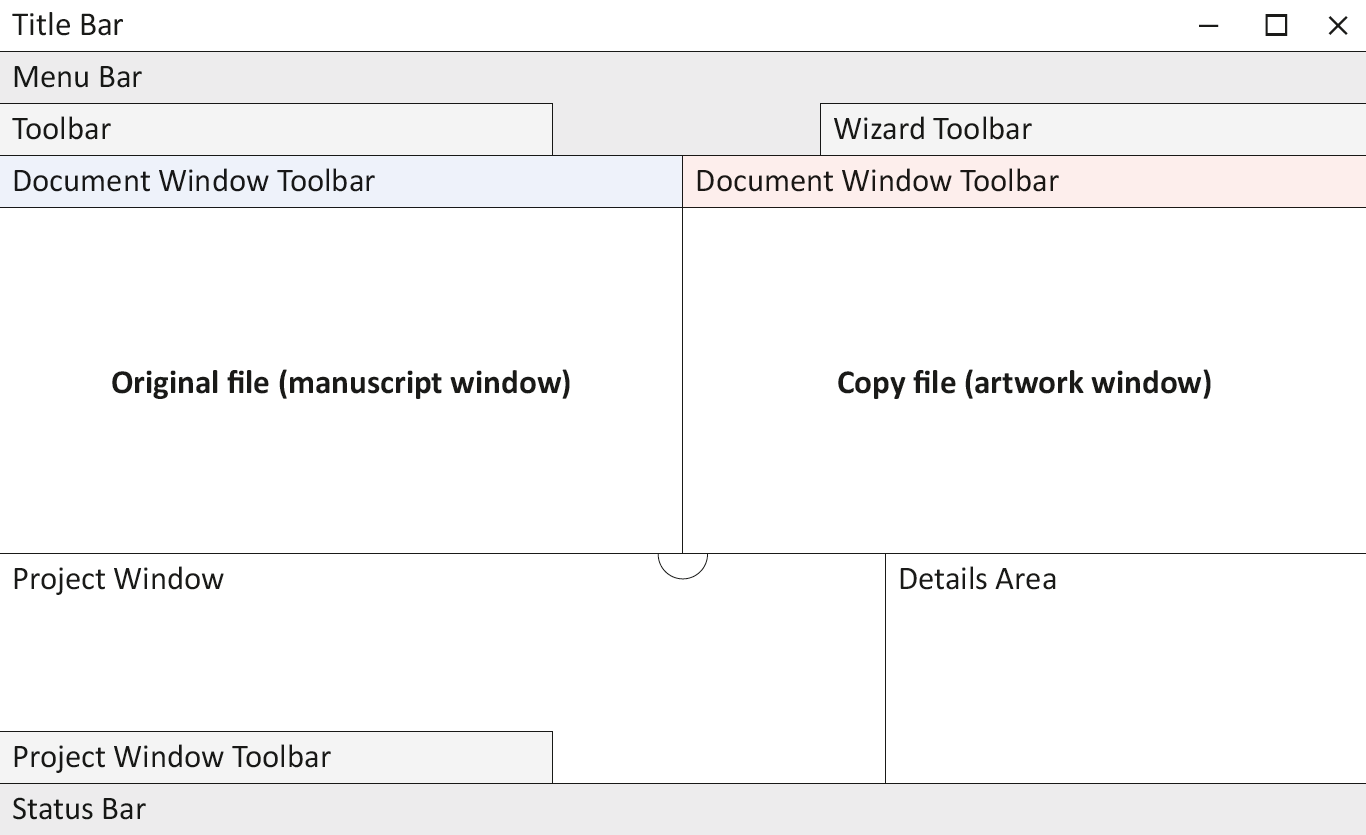 Title Bar
Menu Bar
Toolbar
Wizard Toolbar
Document Window Toolbar
Document Window Toolbar
Original file (manuscript window)
Copy file (artwork window)
Project Window
Details Area
Project Window Toolbar
Status Bar